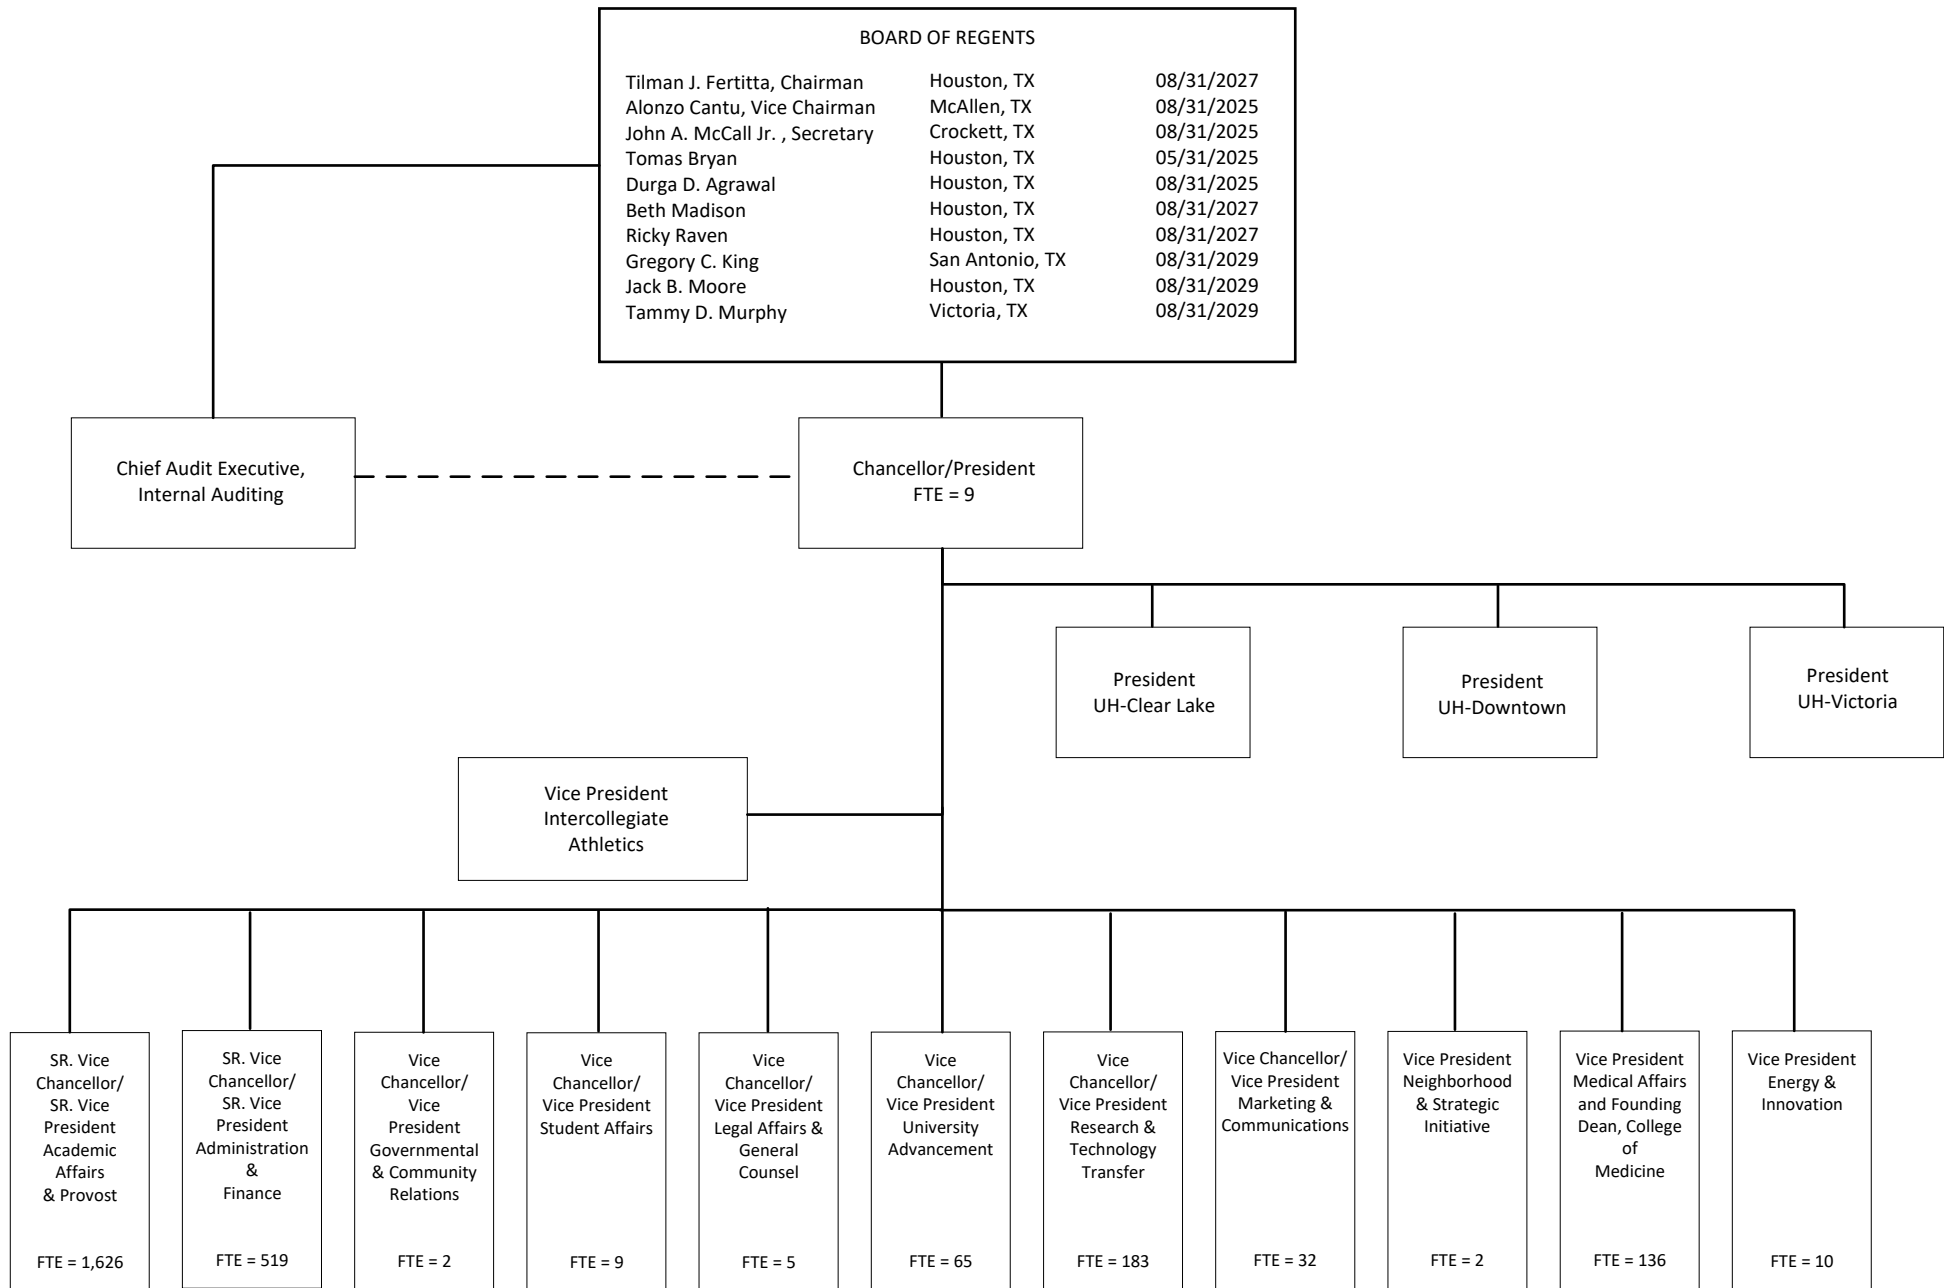 BOARD OF REGENTS
Tilman J. Fertitta, Chairman Houston, TX 08/31/2027
Alonzo Cantu, Vice Chairman McAllen, TX 08/31/2025
John A. McCall Jr. , Secretary Crockett, TX 08/31/2025
Tomas Bryan Houston, TX 05/31/2025
Durga D. Agrawal Houston, TX 08/31/2025
Beth Madison Houston, TX 08/31/2027
Ricky Raven Houston, TX 08/31/2027
Gregory C. King San Antonio, TX 08/31/2029
Jack B. Moore Houston, TX 08/31/2029
Tammy D. Murphy Victoria, TX 08/31/2029
Chief Audit Executive,
Internal Auditing
Chancellor/President
FTE = 9
President
UH-Clear Lake
President
UH-Downtown
President
UH-Victoria
Vice President
Intercollegiate
Athletics
SR. Vice
Chancellor/
SR. Vice
President
Academic
Affairs
& Provost
FTE = 1,626
SR. Vice
Chancellor/
SR. Vice
President
Administration
&
Finance
FTE = 519
Vice
Chancellor/
Vice
President
Governmental
& Community
Relations
FTE = 2
Vice
Chancellor/
Vice President
Student Affairs
FTE = 9
Vice
Chancellor/
Vice President
Legal Affairs &
General
Counsel
FTE = 5
Vice
Chancellor/
Vice President
University
Advancement
FTE = 65
Vice
Chancellor/
Vice President
Research &
Technology
Transfer
FTE = 183
Vice Chancellor/
Vice President
Marketing &
Communications
FTE = 32
Vice President
Neighborhood
& Strategic
Initiative
FTE = 2
Vice President
Medical Affairs
and Founding
Dean, College
of
Medicine
FTE = 136
Vice President
Energy &
Innovation
FTE = 10